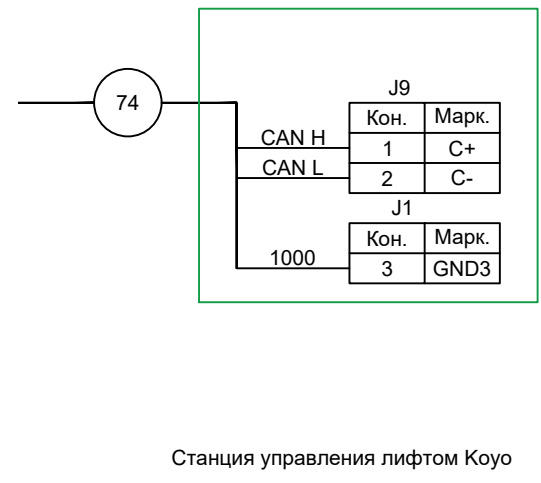 J9
74
Кон. Марк.
CAN H
1 C+
CAN L
2 C-
J1
Кон. Марк.
1000
3 GND3
Станция управления лифтом Koyo